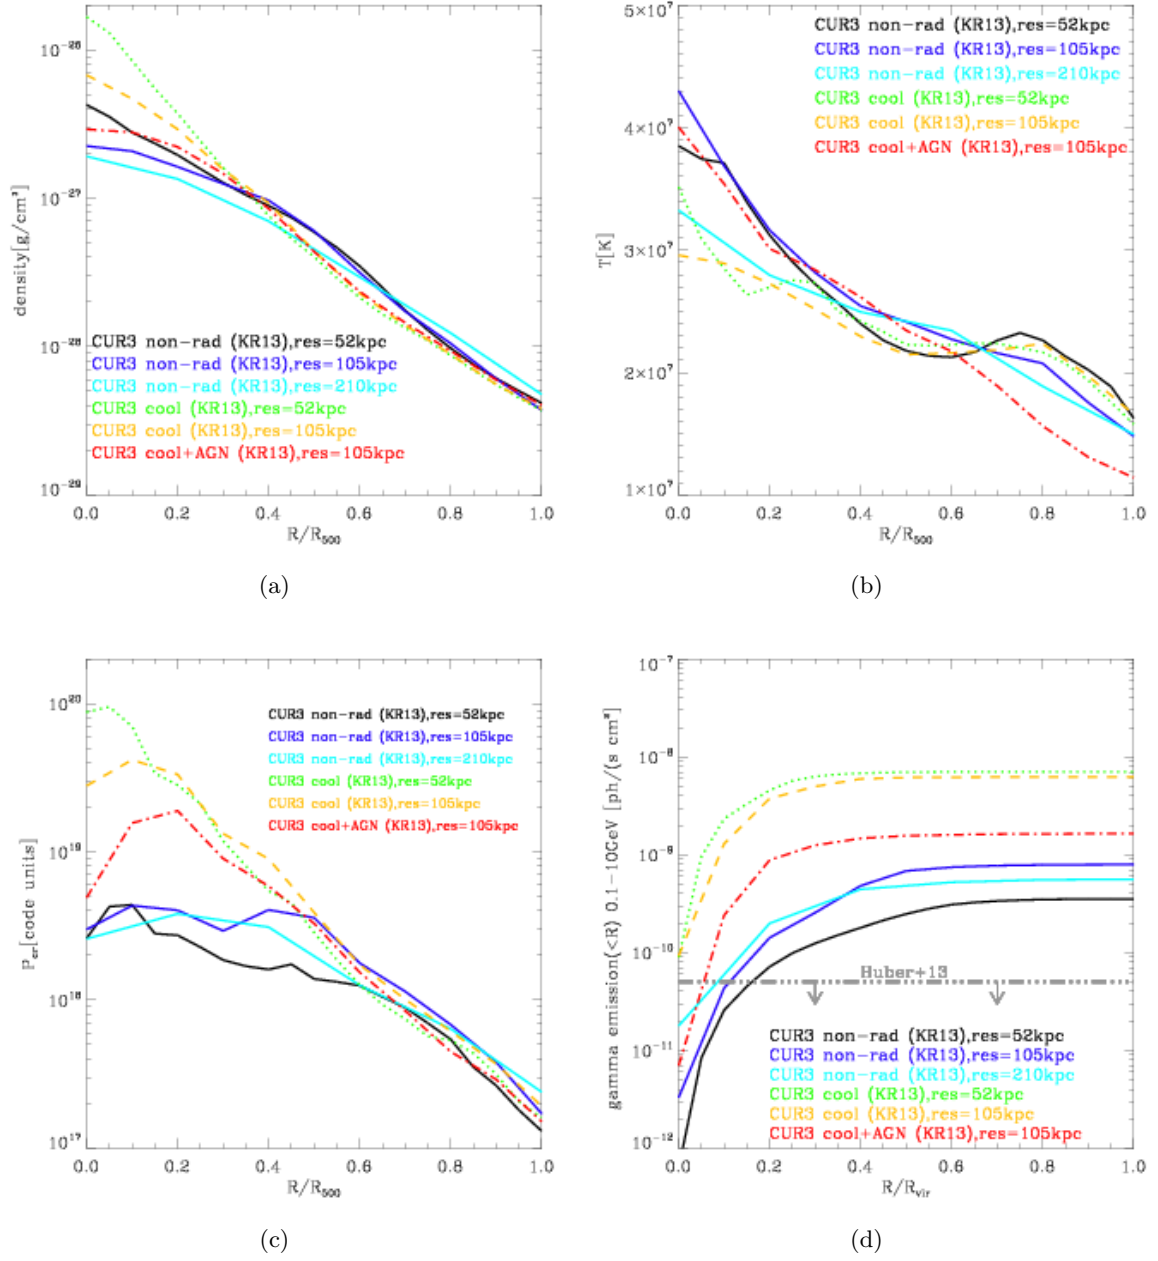 10⁻²⁶
10⁻²⁷
10⁻²⁸
10⁻²⁹
density[g/cm³]
CUR3 non-rad (KR13),res=52kpc
CUR3 non-rad (KR13),res=105kpc
CUR3 non-rad (KR13),res=210kpc
CUR3 cool (KR13),res=52kpc
CUR3 cool (KR13),res=105kpc
CUR3 cool+AGN (KR13),res=105kpc
0.0 0.2 0.4 0.6 0.8 1.0
R/R₅₀₀
(a)
5×10⁷
4×10⁷
3×10⁷
2×10⁷
1×10⁷
T[K]
CUR3 non-rad (KR13),res=52kpc
CUR3 non-rad (KR13),res=105kpc
CUR3 non-rad (KR13),res=210kpc
CUR3 cool (KR13),res=52kpc
CUR3 cool (KR13),res=105kpc
CUR3 cool+AGN (KR13),res=105kpc
0.0 0.2 0.4 0.6 0.8 1.0
R/R₅₀₀
(b)
10²⁰
10¹⁹
10¹⁸
10¹⁷
P_cr[code units]
CUR3 non-rad (KR13),res=52kpc
CUR3 non-rad (KR13),res=105kpc
CUR3 non-rad (KR13),res=210kpc
CUR3 cool (KR13),res=52kpc
CUR3 cool (KR13),res=105kpc
CUR3 cool+AGN (KR13),res=105kpc
0.0 0.2 0.4 0.6 0.8 1.0
R/R₅₀₀
(c)
10⁻⁷
10⁻⁸
10⁻⁹
10⁻¹⁰
10⁻¹¹
10⁻¹²
gamma emission(<R) 0.1-10GeV [ph/(s cm²]
Huber+13
CUR3 non-rad (KR13),res=52kpc
CUR3 non-rad (KR13),res=105kpc
CUR3 non-rad (KR13),res=210kpc
CUR3 cool (KR13),res=52kpc
CUR3 cool (KR13),res=105kpc
CUR3 cool+AGN (KR13),res=105kpc
0.0 0.2 0.4 0.6 0.8 1.0
R/R_vir
(d)